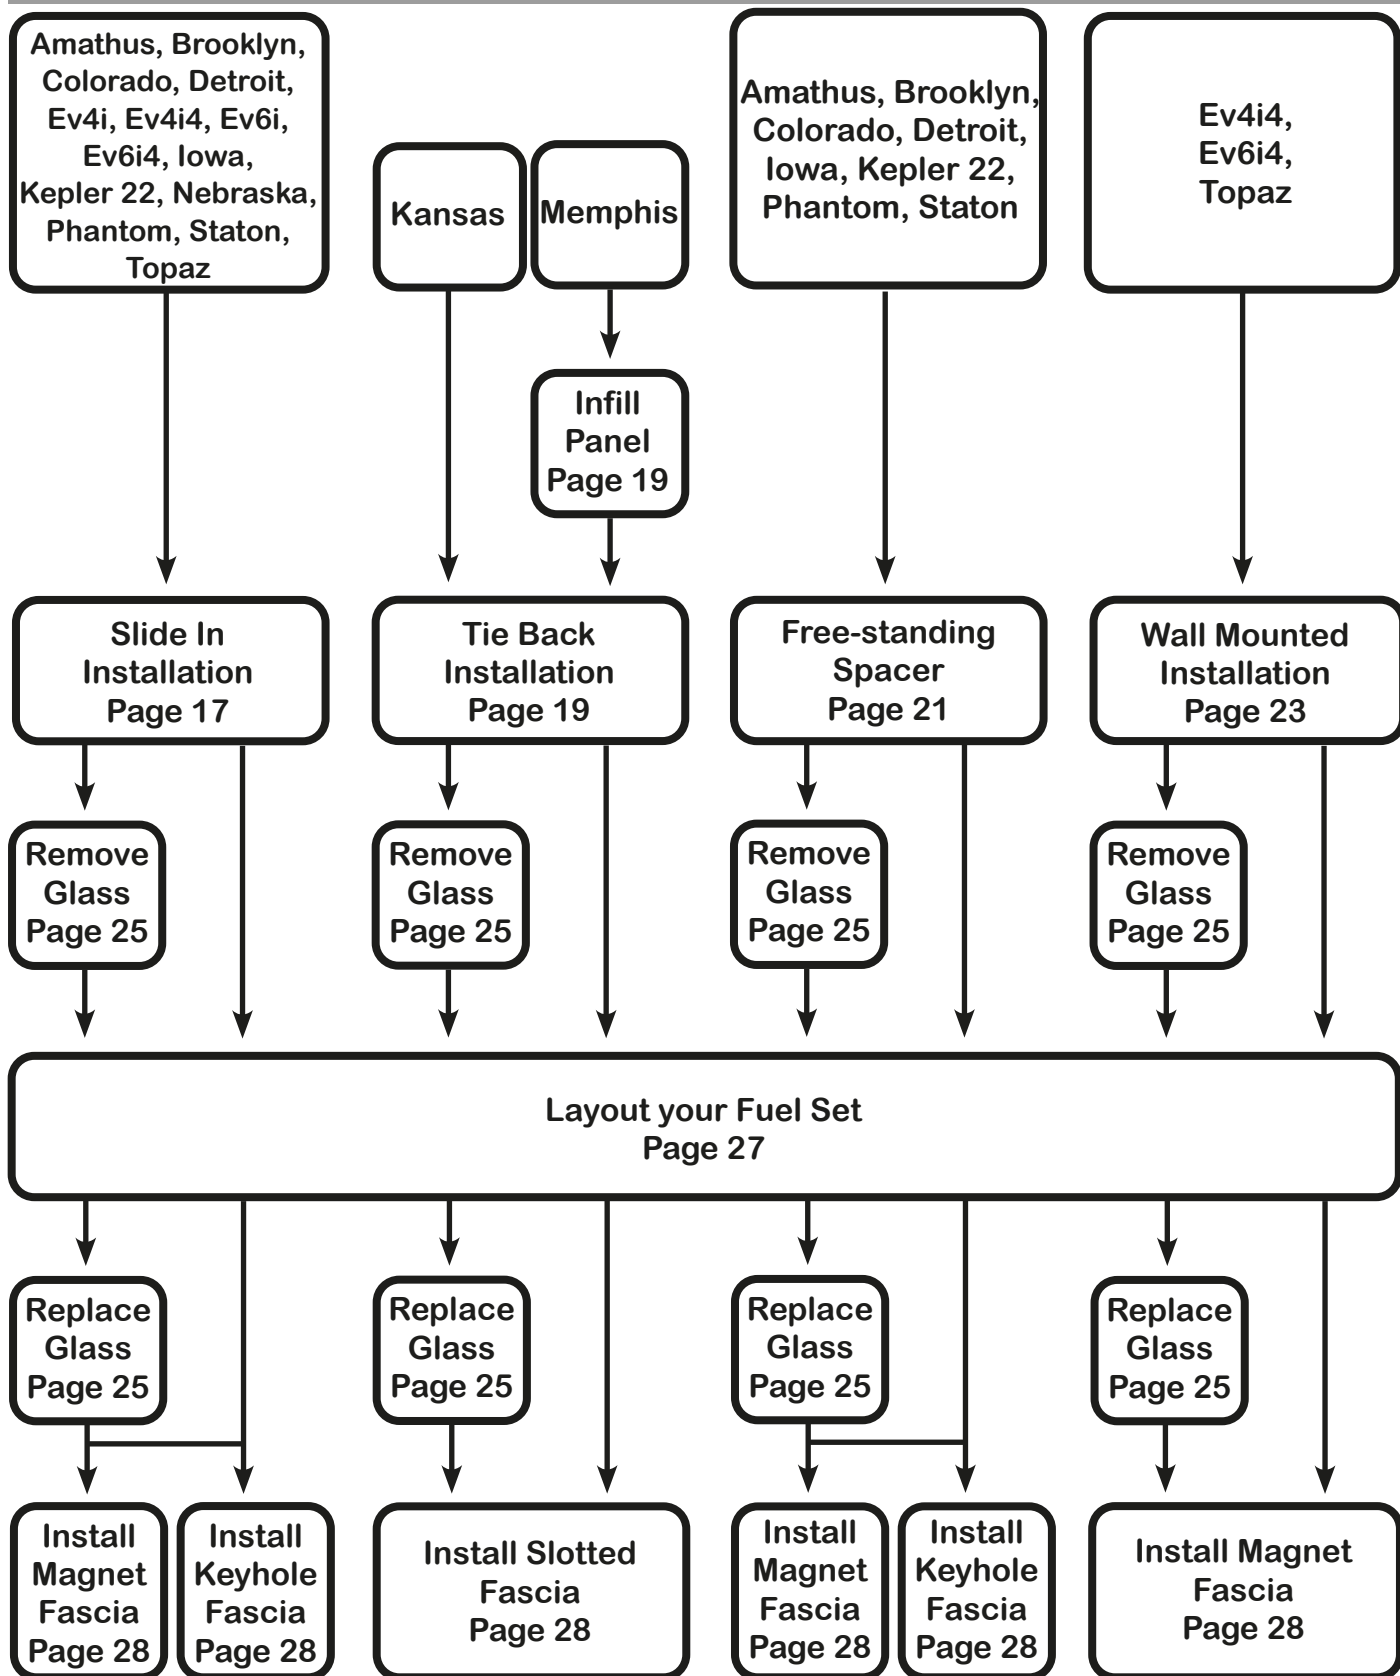 Amathus, Brooklyn,
Colorado, Detroit,
Ev4i, Ev4i4, Ev6i,
Ev6i4, Iowa,
Kepler 22, Nebraska,
Phantom, Staton,
Topaz
Kansas
Memphis
Amathus, Brooklyn,
Colorado, Detroit,
Iowa, Kepler 22,
Phantom, Staton
Ev4i4,
Ev6i4,
Topaz
Infill
Panel
Page 19
Slide In
Installation
Page 17
Tie Back
Installation
Page 19
Free-standing
Spacer
Page 21
Wall Mounted
Installation
Page 23
Remove
Glass
Page 25
Remove
Glass
Page 25
Remove
Glass
Page 25
Remove
Glass
Page 25
Layout your Fuel Set
Page 27
Replace
Glass
Page 25
Replace
Glass
Page 25
Replace
Glass
Page 25
Replace
Glass
Page 25
Install
Magnet
Fascia
Page 28
Install
Keyhole
Fascia
Page 28
Install Slotted
Fascia
Page 28
Install
Magnet
Fascia
Page 28
Install
Keyhole
Fascia
Page 28
Install Magnet
Fascia
Page 28